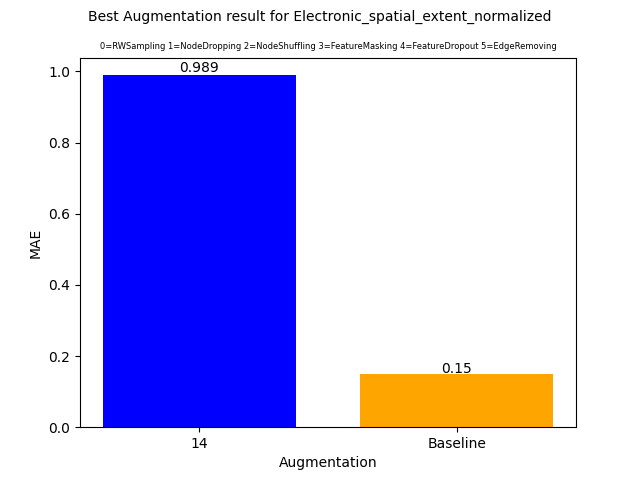 Best Augmentation result for Electronic_spatial_extent_normalized
0=RWSampling 1=NodeDropping 2=NodeShuffling 3=FeatureMasking 4=FeatureDropout 5=EdgeRemoving
1.0
0.8
0.6
0.4
0.2
0.0
MAE
0.989
0.15
14
Baseline
Augmentation